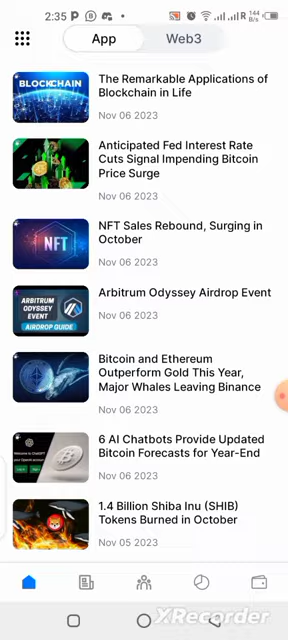 2:35
144
B/s
App
Web3
BLOCKCHAIN
The Remarkable Applications of
Blockchain in Life
Nov 06 2023
Anticipated Fed Interest Rate
Cuts Signal Impending Bitcoin
Price Surge
Nov 06 2023
NFT
NFT Sales Rebound, Surging in
October
Nov 06 2023
ARBITRUM
ODYSSEY
EVENT
AIRDROP GUIDE
Arbitrum Odyssey Airdrop Event
Nov 06 2023
Bitcoin and Ethereum
Outperform Gold This Year,
Major Whales Leaving Binance
Nov 06 2023
Welcome to ChatGPT
6 AI Chatbots Provide Updated
Bitcoin Forecasts for Year-End
Nov 06 2023
1.4 Billion Shiba Inu (SHIB)
Tokens Burned in October
Nov 05 2023
XRecorder